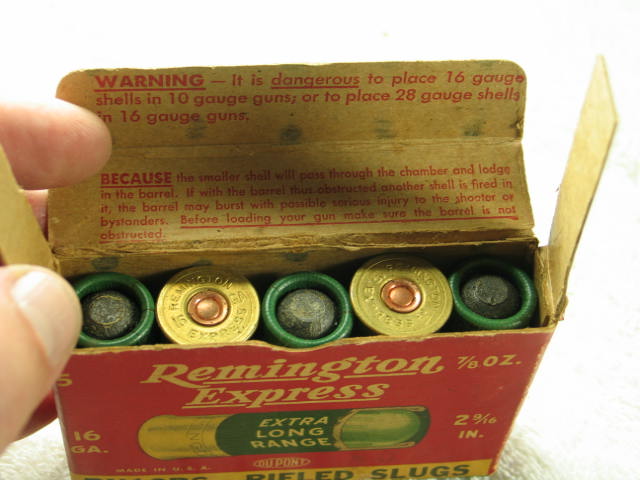 WARNING — It is dangerous to place 16 gauge
shells in 10 gauge guns; or to place 28 gauge shells
in 16 gauge guns.
BECAUSE the smaller shell will pass through the chamber and lodge
in the barrel. If with the barrel thus obstructed another shell is fired in
it, the barrel may burst with possible serious injury to the shooter or
bystanders. Before loading your gun make sure the barrel is not
obstructed.
REMINGTON
EXPRESS
REMINGTON
EXPRESS
Remington
Express
7/8 OZ.
EXTRA
LONG
RANGE
16
GA.
2 9/16
IN.
MADE IN U.S.A.
DU PONT
RIFLED SLUGS